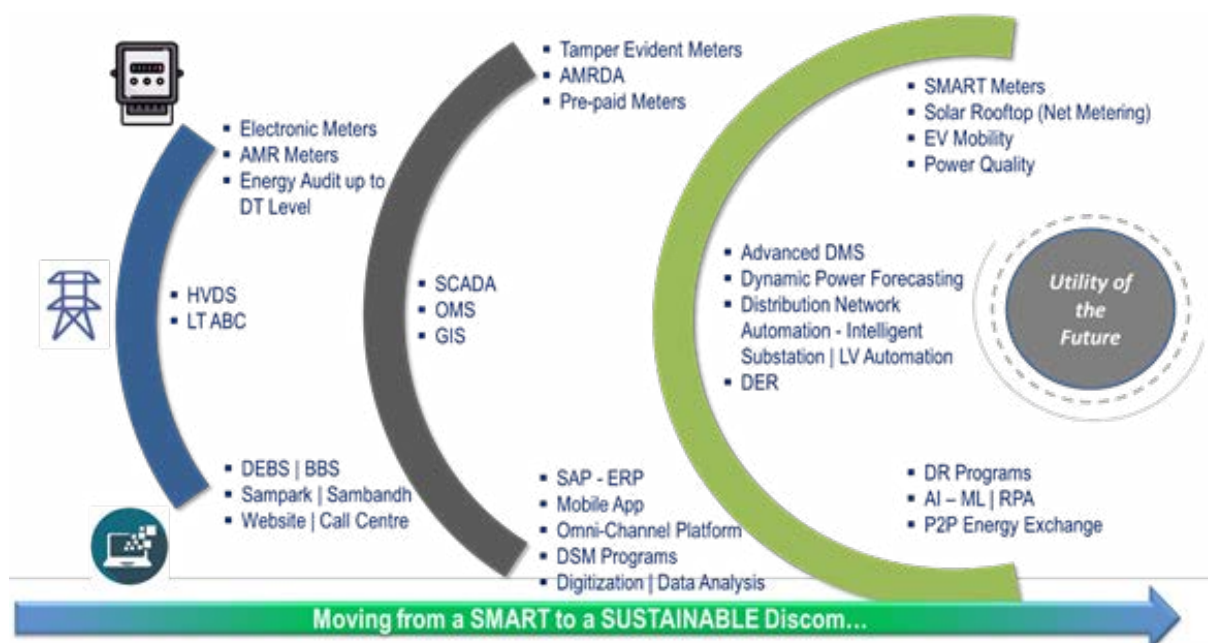 ▪ Electronic Meters
▪ AMR Meters
▪ Energy Audit up to
DT Level
▪ HVDS
▪ LT ABC
▪ DEBS | BBS
▪ Sampark | Sambandh
▪ Website | Call Centre
▪ Tamper Evident Meters
▪ AMRDA
▪ Pre-paid Meters
▪ SCADA
▪ OMS
▪ GIS
▪ SAP - ERP
▪ Mobile App
▪ Omni-Channel Platform
▪ DSM Programs
▪ Digitization | Data Analysis
▪ SMART Meters
▪ Solar Rooftop (Net Metering)
▪ EV Mobility
▪ Power Quality
▪ Advanced DMS
▪ Dynamic Power Forecasting
▪ Distribution Network
Automation - Intelligent
Substation | LV Automation
▪ DER
▪ DR Programs
▪ AI – ML | RPA
▪ P2P Energy Exchange
Utility of
the
Future
Moving from a SMART to a SUSTAINABLE Discom…